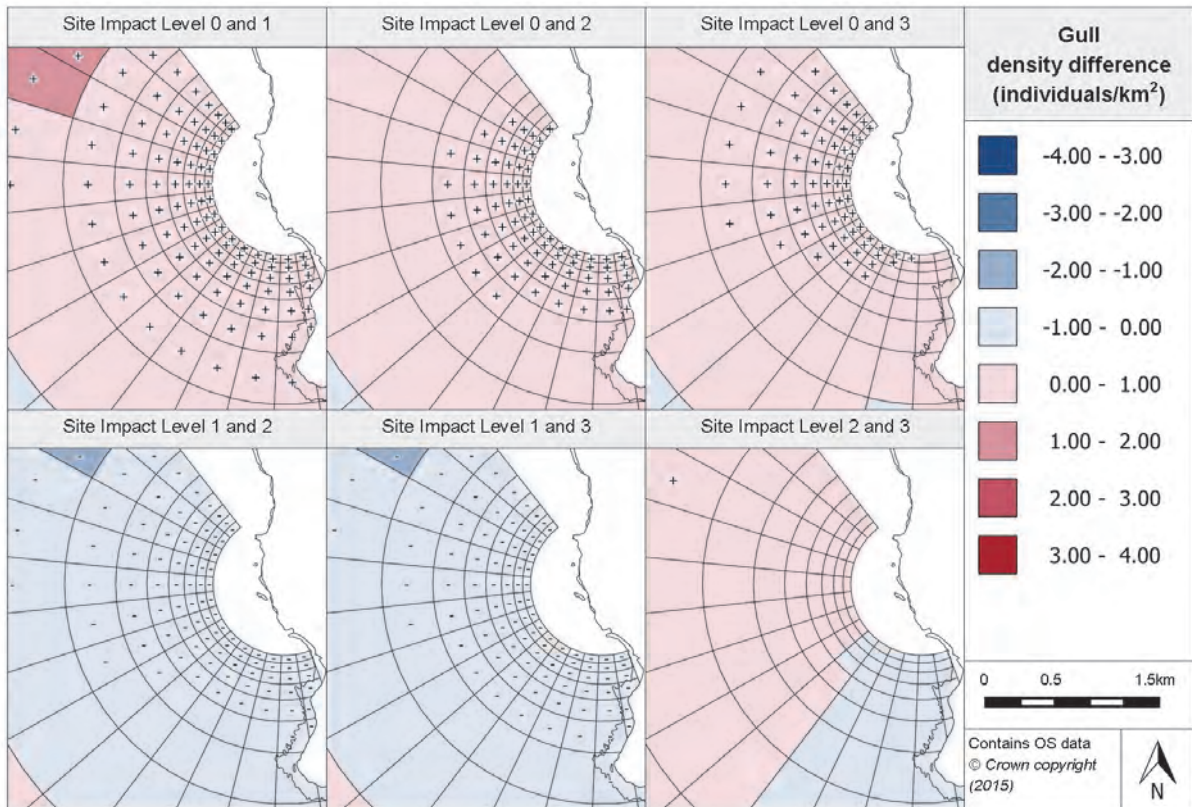 Site Impact Level 0 and 1
Site Impact Level 0 and 2
Site Impact Level 0 and 3
Site Impact Level 1 and 2
Site Impact Level 1 and 3
Site Impact Level 2 and 3
Gull
density difference
(individuals/km²)
-4.00 - -3.00
-3.00 - -2.00
-2.00 - -1.00
-1.00 - 0.00
0.00 - 1.00
1.00 - 2.00
2.00 - 3.00
3.00 - 4.00
0 0.5 1.5km
Contains OS data
© Crown copyright
(2015)
N